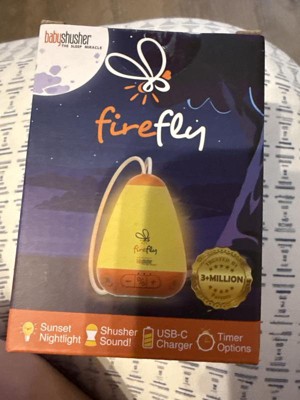 babyshusher
THE SLEEP MIRACLE
firefly
firefly
3+MILLION
Sunset
Nightlight
Shusher
Sound!
USB-C
Charger
Timer
Options